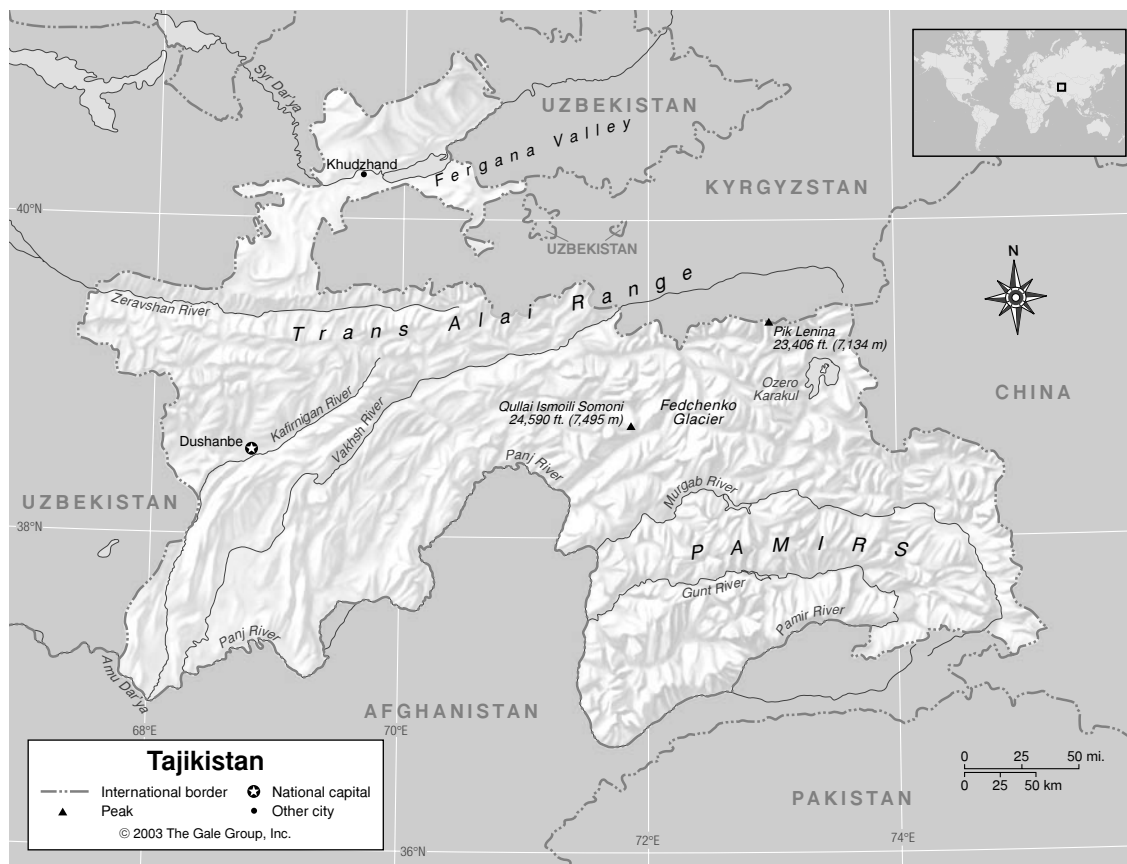 Syr Dar'ya
UZBEKISTAN
Khudzhand
Fergana Valley
KYRGYZSTAN
40°N
UZBEKISTAN
N
Zeravshan River
Trans Alai Range
Pik Lenina
23,406 ft. (7,134 m)
Ozero
Karakul
CHINA
Qullai Ismoili Somoni
24,590 ft. (7,495 m)
Fedchenko
Glacier
Kafirnigan River
Vakhsh River
Dushanbe
Panj River
Murgab River
UZBEKISTAN
38°N
PAMIRS
Gunt River
Pamir River
Panj River
Amu Dar'ya
AFGHANISTAN
68°E
70°E
Tajikistan
International border
National capital
Peak
Other city
© 2003 The Gale Group, Inc.
0 25 50 mi.
0 25 50 km
PAKISTAN
36°N
72°E
74°E